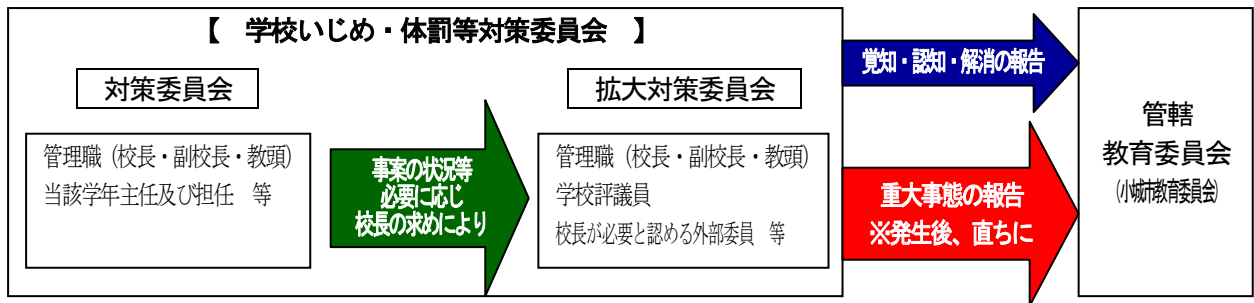 【　学校いじめ・体罰等対策委員会　】
対策委員会
管理職（校長・副校長・教頭）
当該学年主任及び担任　等
事案の状況等
必要に応じ
校長の求めにより
拡大対策委員会
管理職（校長・副校長・教頭）
学校評議員
校長が必要と認める外部委員　等
覚知・認知・解消の報告
重大事態の報告
※発生後、直ちに
管轄
教育委員会
（小城市教育委員会）